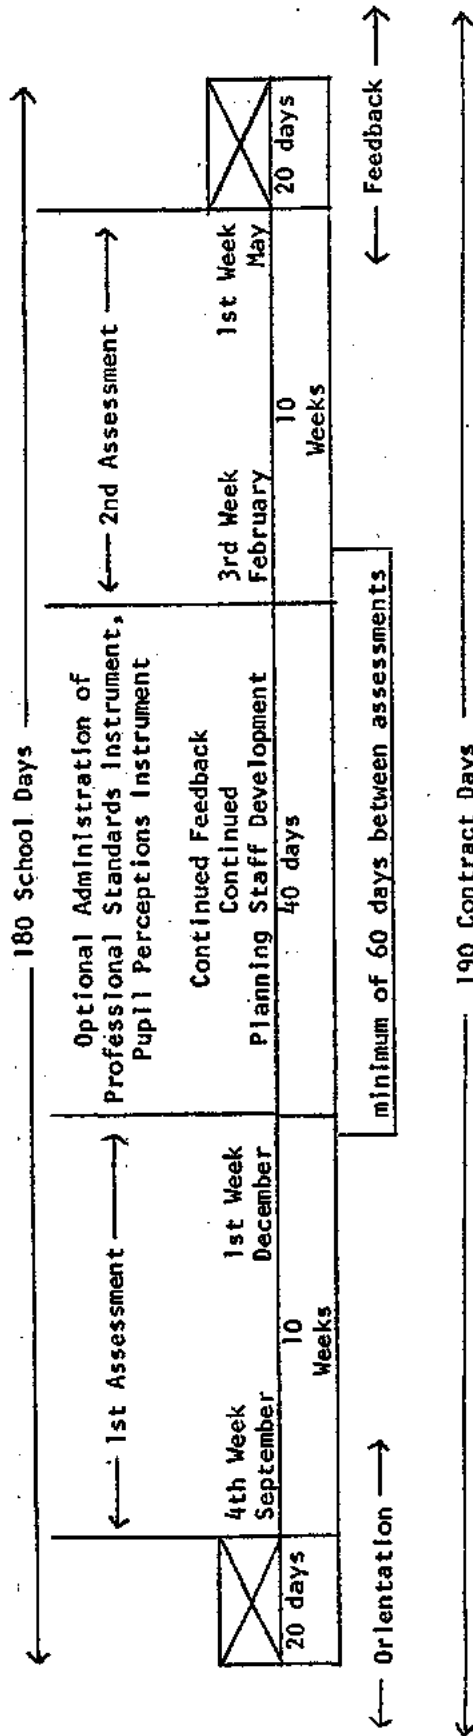 180 School Days
1st Assessment
Optional Administration of
Professional Standards Instrument,
Pupil Perceptions Instrument
2nd Assessment
4th Week
September
1st Week
December
Continued Feedback
Continued
Planning Staff Development
3rd Week
February
1st Week
May
20 days
10
Weeks
40 days
10
Weeks
20 days
minimum of 60 days between assessments
Orientation
Feedback
190 Contract Days